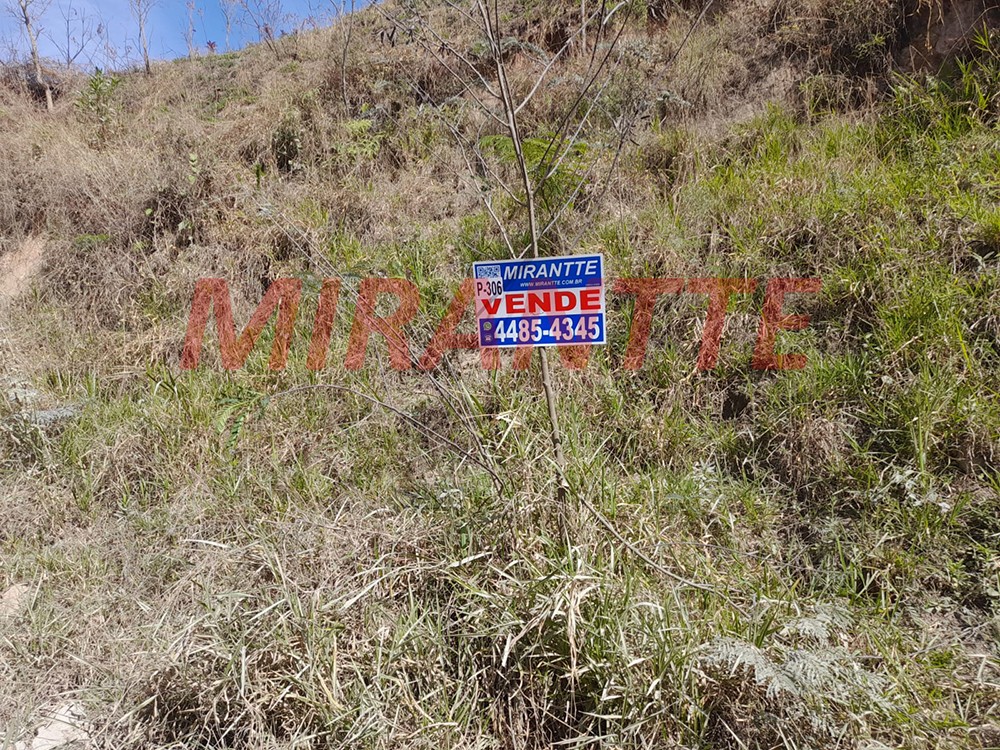 MIRANTTE
WWW.MIRANTTE.COM.BR
P-306
VENDE
4485-4345
MIRANTTE